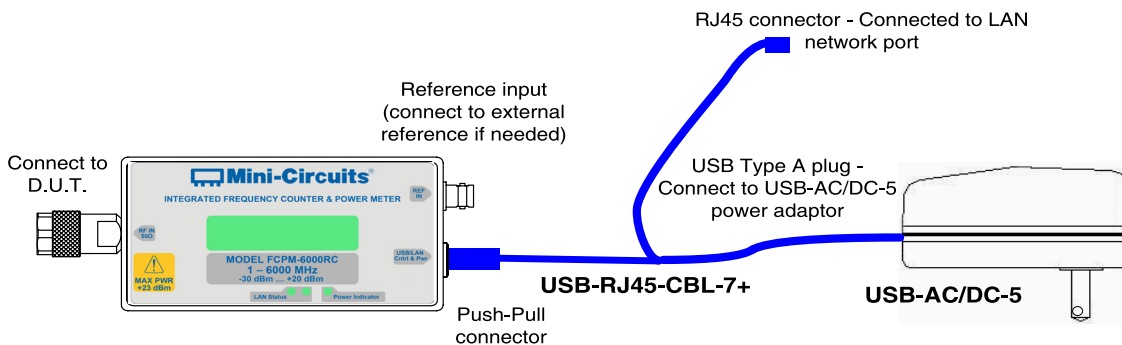 RJ45 connector - Connected to LAN
network port
Reference input
(connect to external
reference if needed)
Connect to
D.U.T.
USB Type A plug -
Connect to USB-AC/DC-5
power adaptor
Mini-Circuits®
INTEGRATED FREQUENCY COUNTER & POWER METER
REF
IN
RF IN
50Ω
USB/LAN
Cntrl & Pwr
MODEL FCPM-6000RC
1 – 6000 MHz
-30 dBm ... +20 dBm
MAX PWR
+23 dBm
LAN Status
Power Indicator
USB-RJ45-CBL-7+
USB-AC/DC-5
Push-Pull
connector